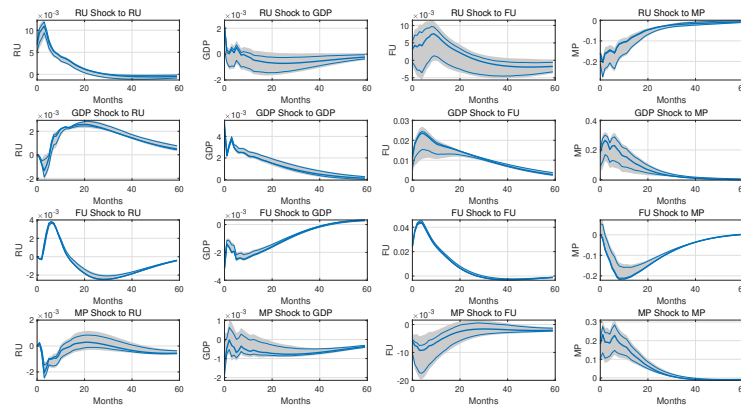 RU Shock to RU
RU Shock to GDP
RU Shock to FU
RU Shock to MP
×10⁻³
×10⁻³
×10⁻³
RU
10
5
0
GDP
2
0
-2
FU
10
5
0
-5
MP
0
-0.1
-0.2
0 20 40 60
0 20 40 60
0 20 40 60
0 20 40 60
Months
Months
Months
Months
GDP Shock to RU
GDP Shock to GDP
GDP Shock to FU
GDP Shock to MP
×10⁻³
×10⁻³
RU
2
0
-2
GDP
4
2
0
FU
0.03
0.02
0.01
0
MP
0.4
0.2
0
0 20 40 60
0 20 40 60
0 20 40 60
0 20 40 60
Months
Months
Months
Months
FU Shock to RU
FU Shock to GDP
FU Shock to FU
FU Shock to MP
×10⁻³
×10⁻³
RU
4
2
0
-2
GDP
0
-2
-4
FU
0.04
0.02
0
MP
0
-0.1
-0.2
0 20 40 60
0 20 40 60
0 20 40 60
0 20 40 60
Months
Months
Months
Months
MP Shock to RU
MP Shock to GDP
MP Shock to FU
MP Shock to MP
×10⁻³
×10⁻³
×10⁻³
RU
2
0
-2
GDP
1
0
-1
-2
FU
0
-10
-20
MP
0.3
0.2
0.1
0
0 20 40 60
0 20 40 60
0 20 40 60
0 20 40 60
Months
Months
Months
Months